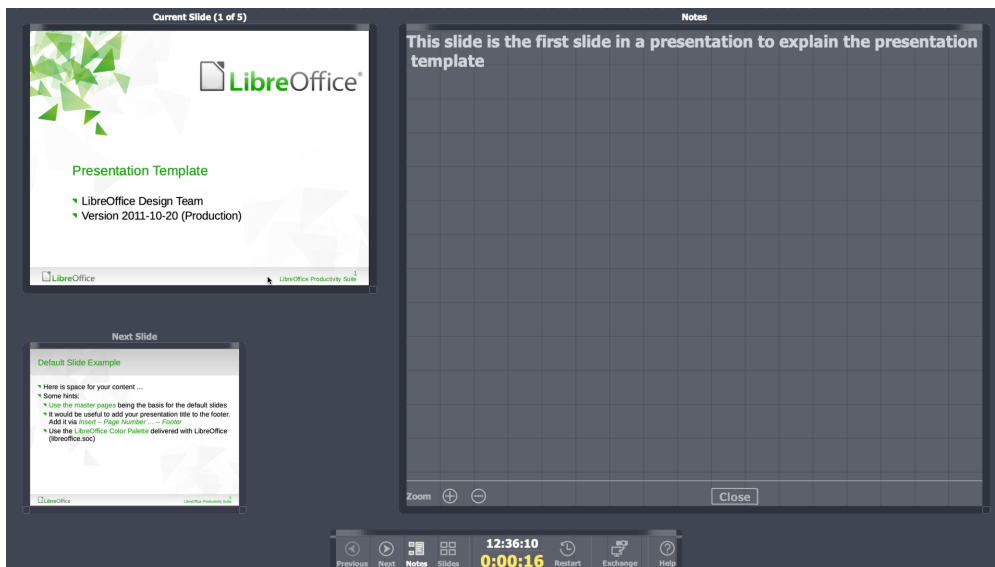 Current Slide (1 of 5)
LibreOffice®
Presentation Template
LibreOffice Design Team
Version 2011-10-20 (Production)
LibreOffice
LibreOffice Productivity Suite
1
Next Slide
Default Slide Example
Here is space for your content …
Some hints:
Use the master pages being the basis for the default slides
It would be useful to add your presentation title to the footer.
Add it via Insert – Page Number … – Footer
Use the LibreOffice Color Palette delivered with LibreOffice
(libreoffice.soc)
LibreOffice
LibreOffice Productivity Suite
Notes
This slide is the first slide in a presentation to explain the presentation
template
Zoom
Close
Previous Next Notes Slides
12:36:10
0:00:16
Restart Exchange Help